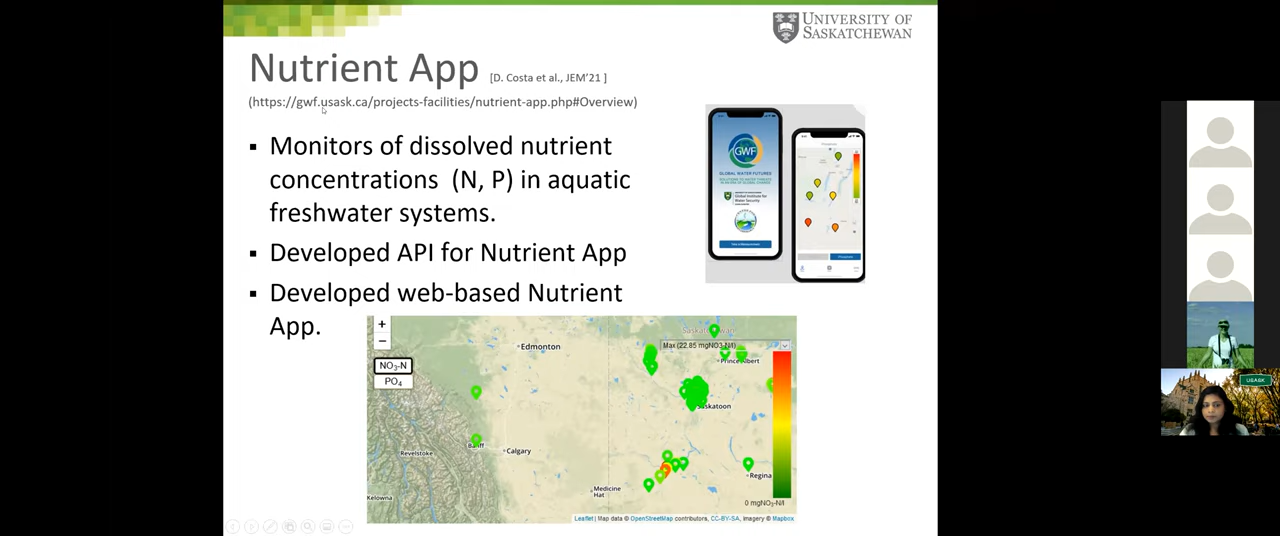 UNIVERSITY OF
SASKATCHEWAN
Nutrient App [D. Costa et al., JEM'21 ]
(https://gwf.usask.ca/projects-facilities/nutrient-app.php#Overview)
▪ Monitors of dissolved nutrient
concentrations (N, P) in aquatic
freshwater systems.
▪ Developed API for Nutrient App
▪ Developed web-based Nutrient
App.
GWF
GLOBAL WATER FUTURES
+
−
NO3-N
PO4
Edmonton
Saskatchewan
Max (22.85 mgNO3-N/l)
Prince Albert
Saskatoon
Banff
Calgary
Revelstoke
Regina
Medicine
Hat
Kelowna
0 mgNO3-N/l
Leaflet | Map data © OpenStreetMap contributors, CC-BY-SA, Imagery © Mapbox
USASK